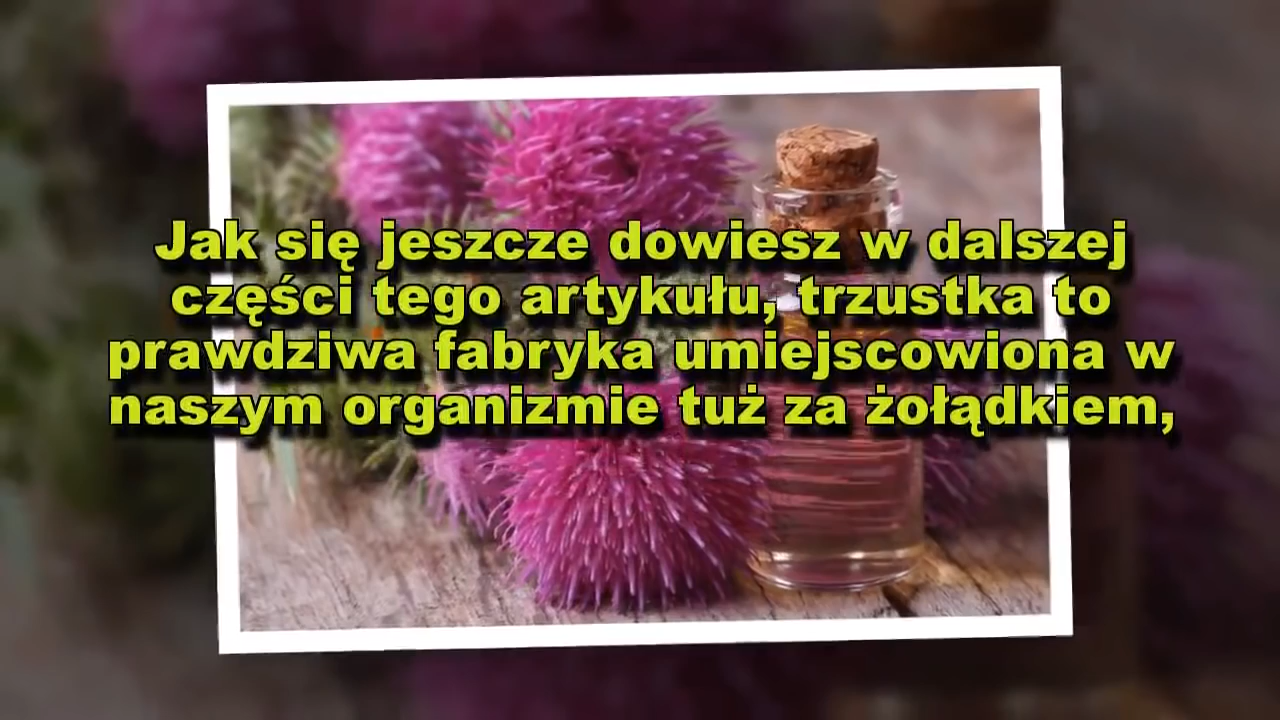 Jak się jeszcze dowiesz w dalszej
części tego artykułu, trzustka to
prawdziwa fabryka umiejscowiona w
naszym organizmie tuż za żołądkiem,